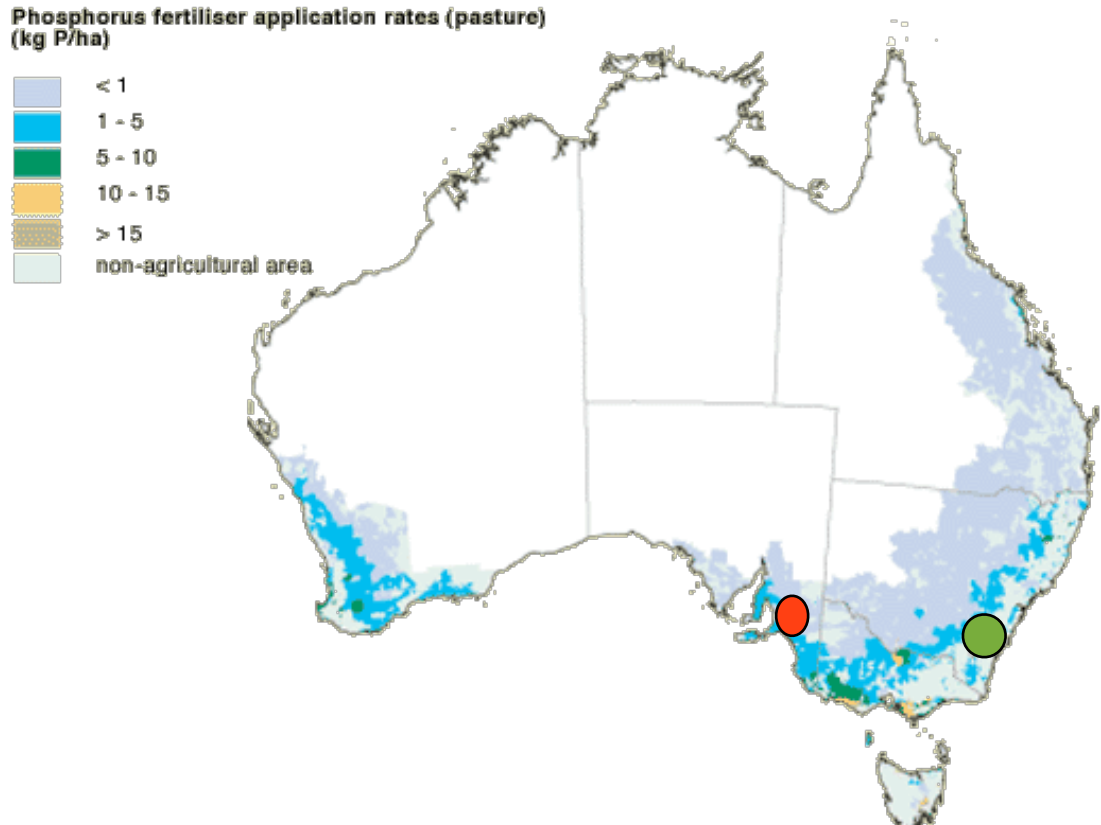 Phosphorus fertiliser application rates (pasture)
(kg P/ha)
< 1
1 - 5
5 - 10
10 - 15
> 15
non-agricultural area